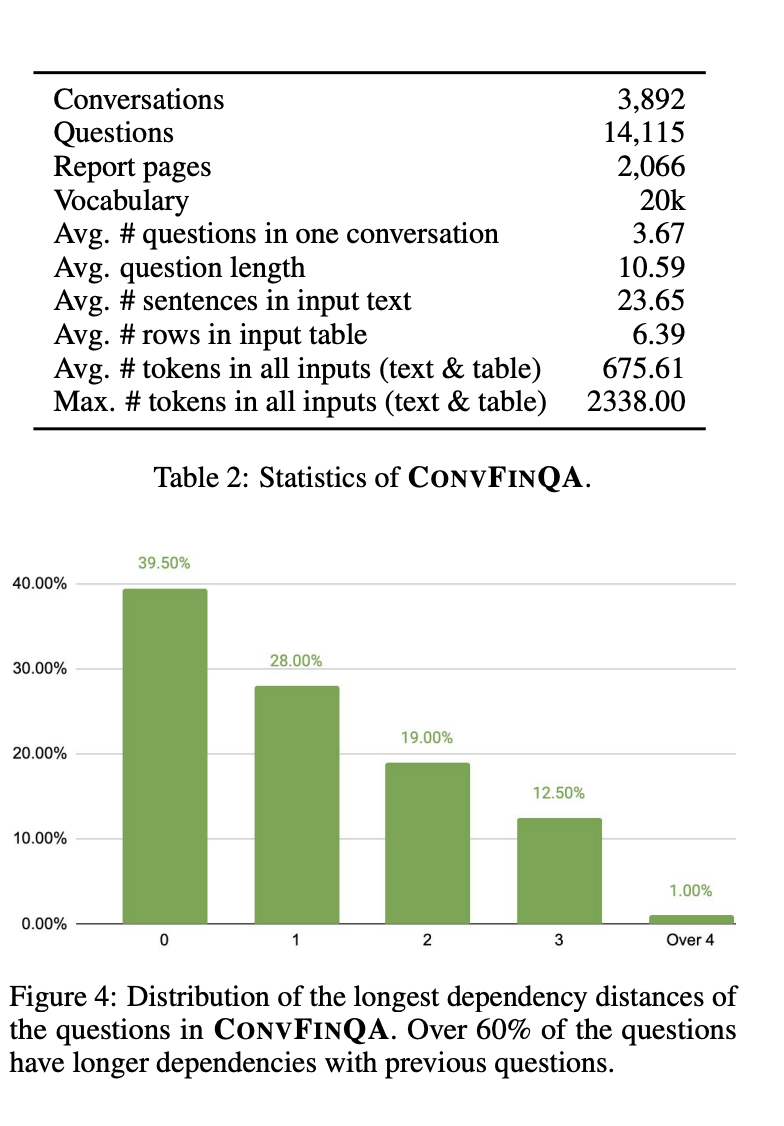 Conversations 3,892
Questions 14,115
Report pages 2,066
Vocabulary 20k
Avg. # questions in one conversation 3.67
Avg. question length 10.59
Avg. # sentences in input text 23.65
Avg. # rows in input table 6.39
Avg. # tokens in all inputs (text & table) 675.61
Max. # tokens in all inputs (text & table) 2338.00
Table 2: Statistics of CONVFINQA.
39.50%
40.00%
28.00%
30.00%
19.00%
20.00%
12.50%
10.00%
1.00%
0.00%
0 1 2 3 Over 4
Figure 4: Distribution of the longest dependency distances of
the questions in CONVFINQA. Over 60% of the questions
have longer dependencies with previous questions.